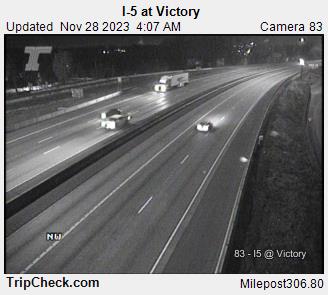 I-5 at Victory
Updated Nov 28 2023 4:07 AM Camera 83
T
NW
83 - I5 @ Victory
TripCheck.com Milepost306.80